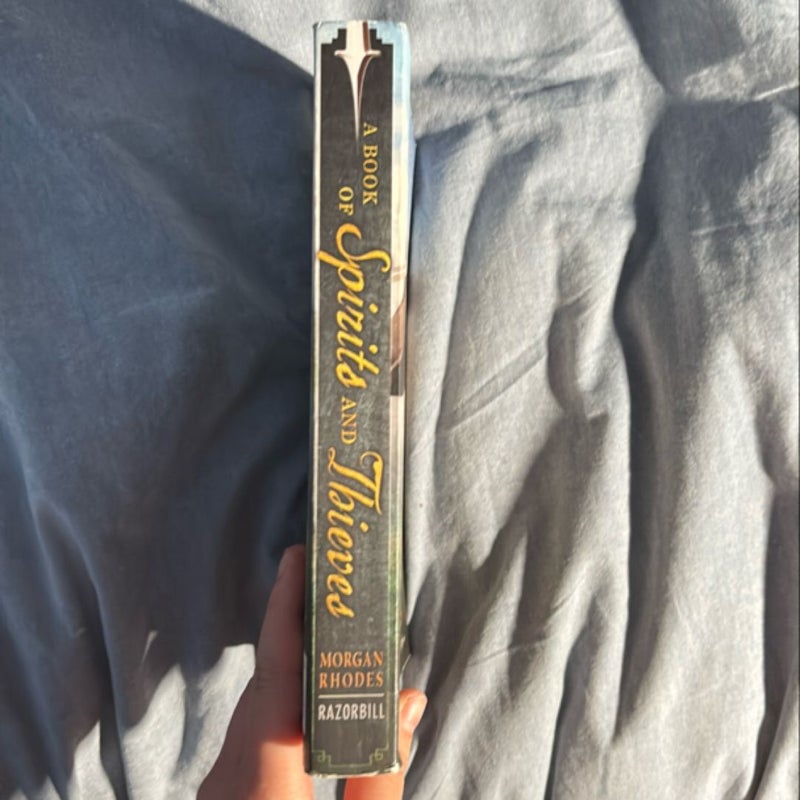 A BOOK
OF Spirits AND Thieves
MORGAN
RHODES
RAZORBILL